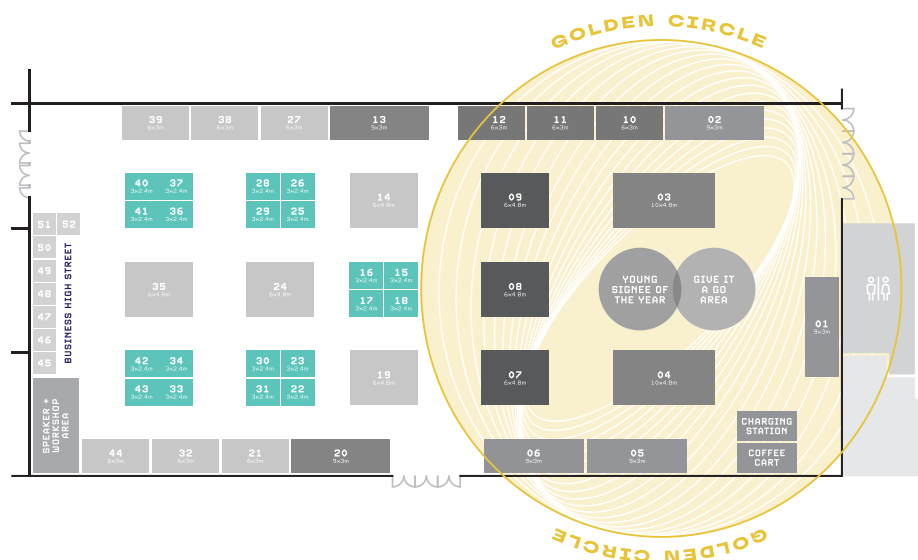 GOLDEN CIRCLE
39
6x3m
38
6x3m
27
6x3m
13
9x3m
12
6x3m
11
6x3m
10
6x3m
02
9x3m
40
3x2.4m
37
3x2.4m
41
3x2.4m
36
3x2.4m
28
3x2.4m
26
3x2.4m
29
3x2.4m
25
3x2.4m
14
6x4.8m
09
6x4.8m
03
10x4.8m
51
52
50
49
48
47
46
45
BUSINESS HIGH STREET
35
6x4.8m
24
6x4.8m
16
3x2.4m
15
3x2.4m
17
3x2.4m
18
3x2.4m
08
6x4.8m
YOUNG
SIGNEE OF
THE YEAR
GIVE IT
A GO
AREA
01
9x3m
42
3x2.4m
34
3x2.4m
43
3x2.4m
33
3x2.4m
30
3x2.4m
23
3x2.4m
31
3x2.4m
22
3x2.4m
19
6x4.8m
07
6x4.8m
04
10x4.8m
SPEAKER +
WORKSHOP
AREA
44
6x3m
32
6x3m
21
6x3m
20
9x3m
06
9x3m
05
9x3m
CHARGING
STATION
COFFEE
CART
GOLDEN CIRCLE